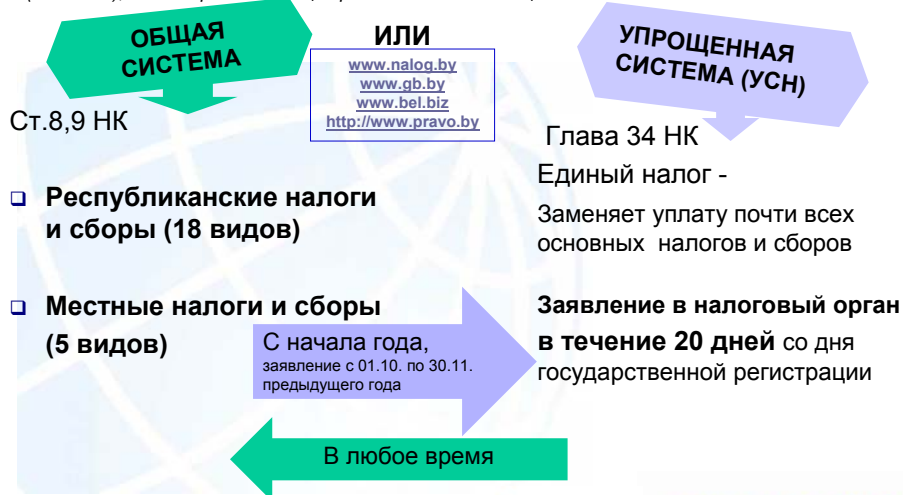 ОБЩАЯ
СИСТЕМА
ИЛИ
www.nalog.by
www.gb.by
www.bel.biz
http://www.pravo.by
УПРОЩЕННАЯ
СИСТЕМА (УСН)
Ст.8,9 НК
Республиканские налоги
и сборы (18 видов)
Местные налоги и сборы
(5 видов)
С начала года,
заявление с 01.10. по 30.11.
предыдущего года
В любое время
Глава 34 НК
Единый налог -
Заменяет уплату почти всех
основных налогов и сборов
Заявление в налоговый орган
в течение 20 дней со дня
государственной регистрации